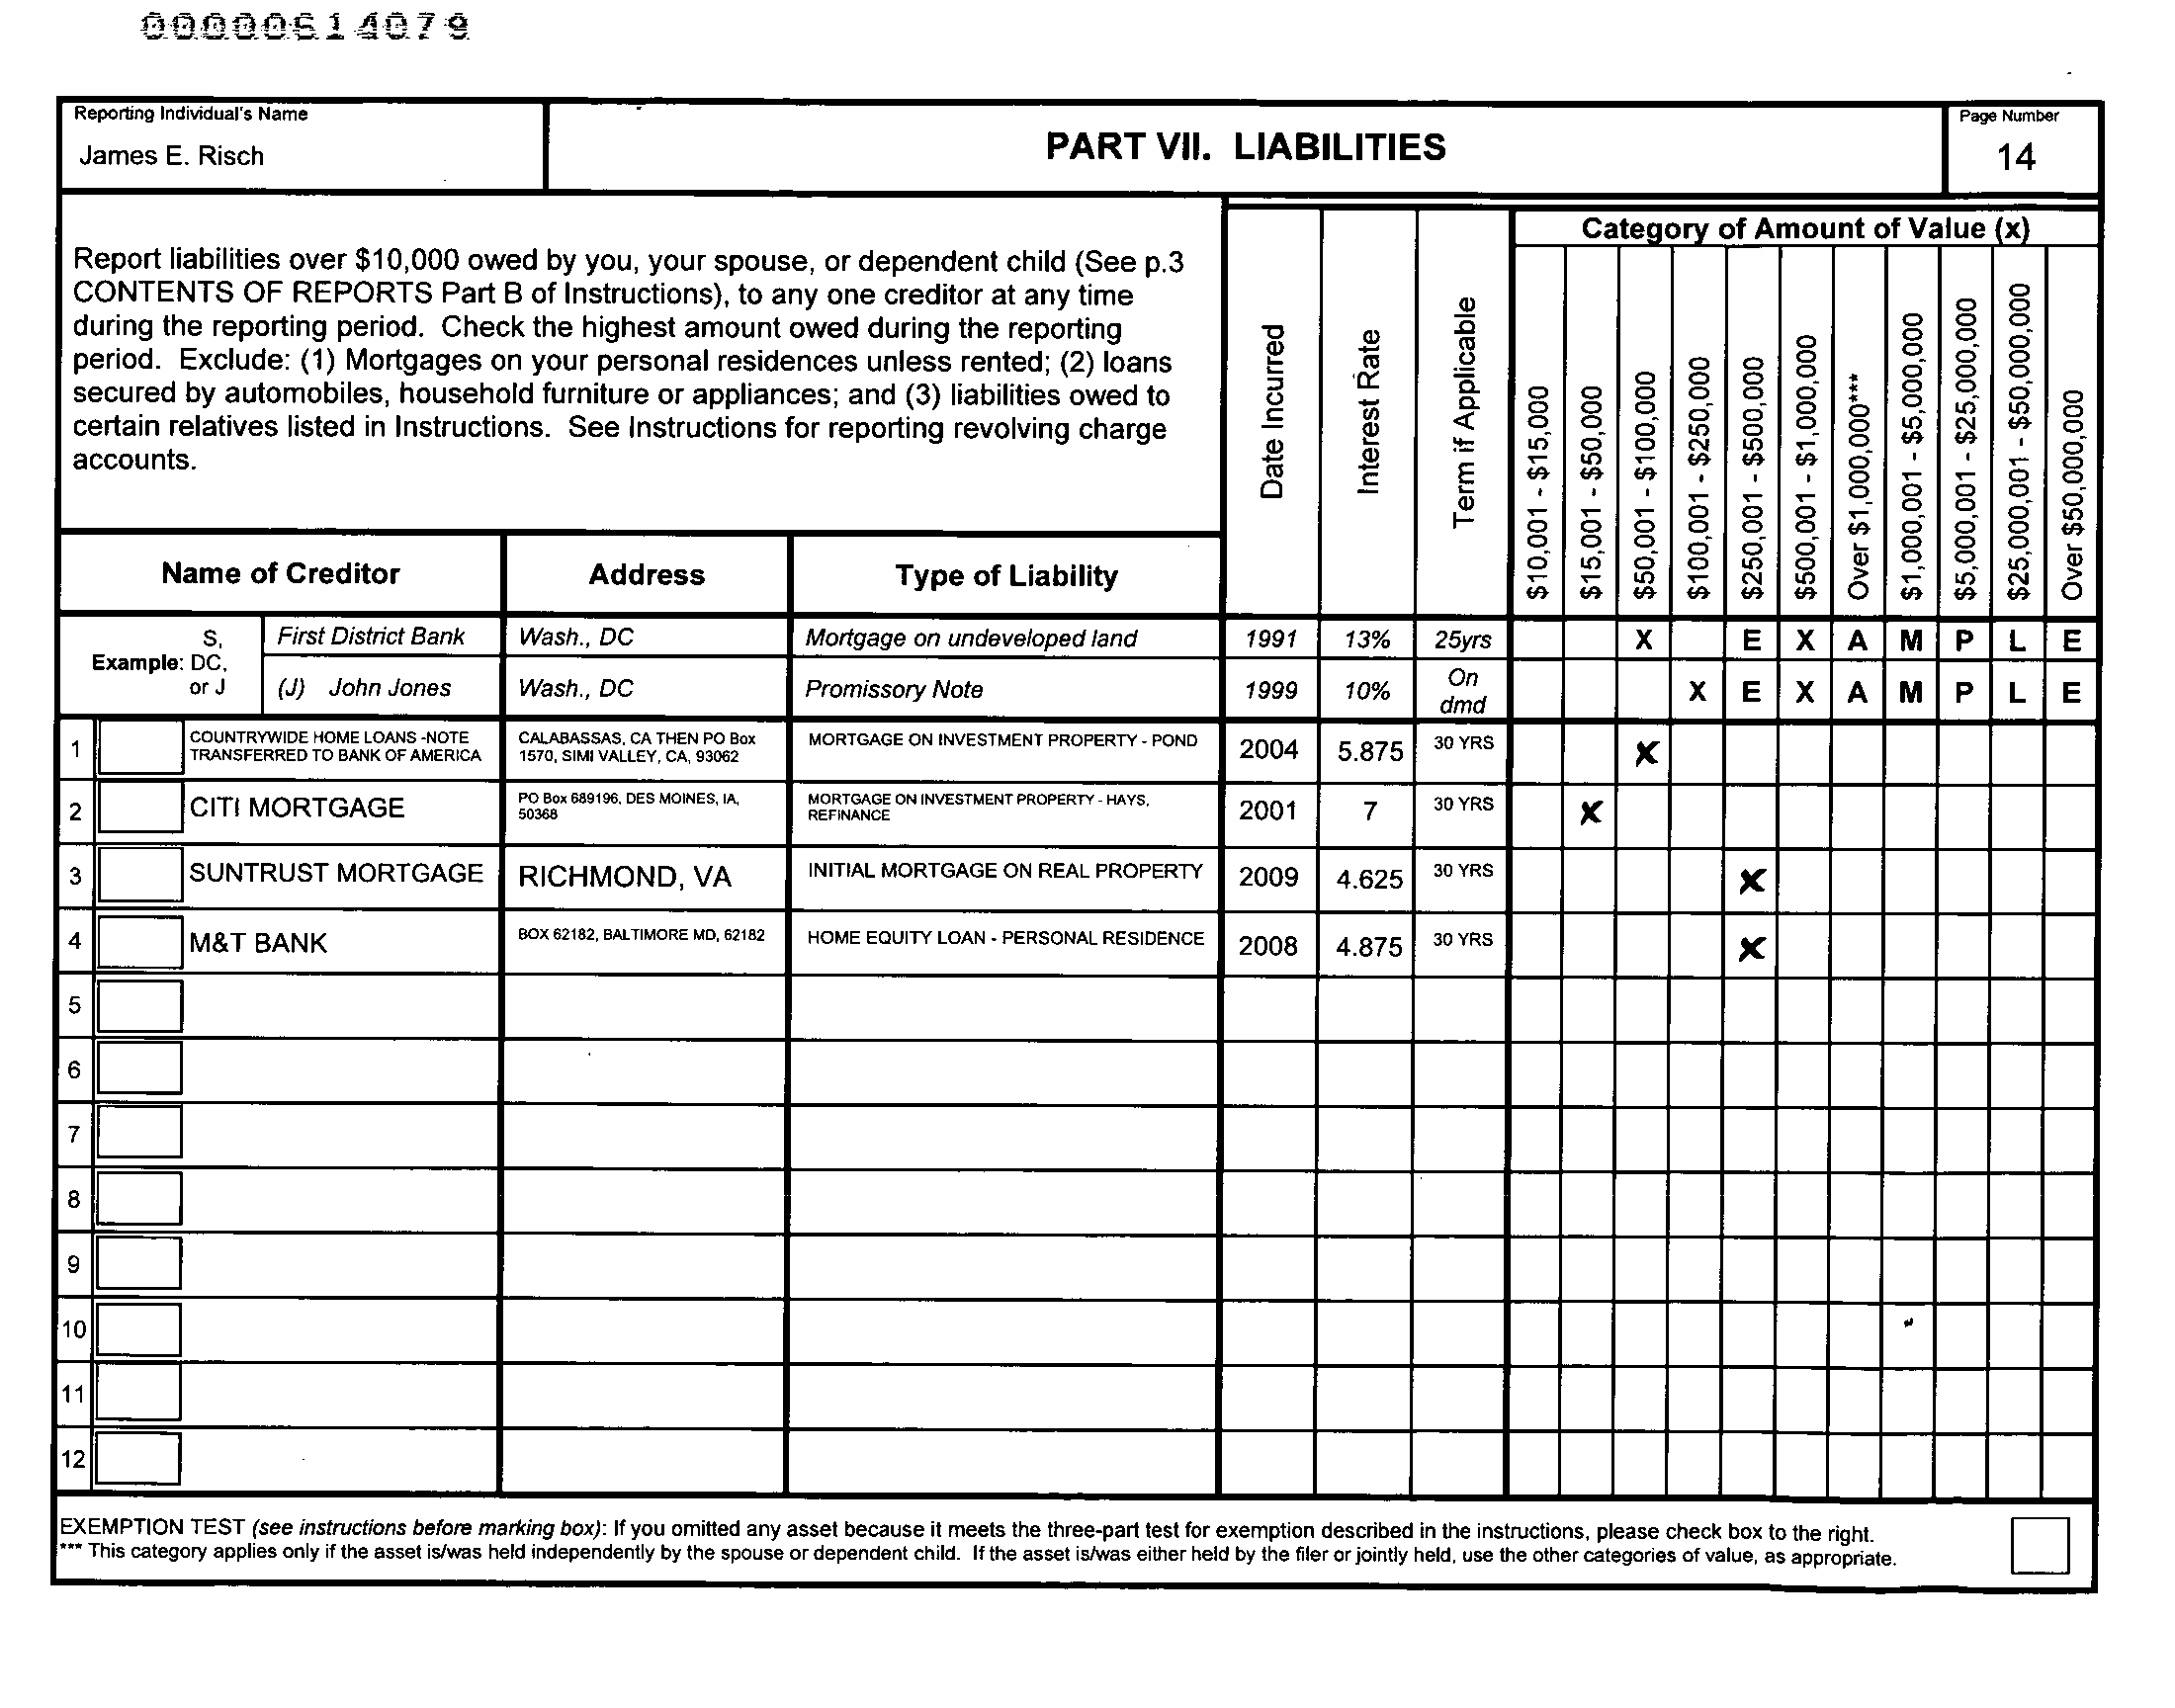 00000514079
Reporting Individual's Name
James E. Risch
PART VII. LIABILITIES
Page Number
14
Report liabilities over $10,000 owed by you, your spouse, or dependent child (See p.3
CONTENTS OF REPORTS Part B of Instructions), to any one creditor at any time
during the reporting period. Check the highest amount owed during the reporting
period. Exclude: (1) Mortgages on your personal residences unless rented; (2) loans
secured by automobiles, household furniture or appliances; and (3) liabilities owed to
certain relatives listed in Instructions. See Instructions for reporting revolving charge
accounts.
Date Incurred
Interest Rate
Term if Applicable
Category of Amount of Value (x)
$10,001 - $15,000
$15,001 - $50,000
$50,001 - $100,000
$100,001 - $250,000
$250,001 - $500,000
$500,001 - $1,000,000
Over $1,000,000***
$1,000,001 - $5,000,000
$5,000,001 - $25,000,000
$25,000,001 - $50,000,000
Over $50,000,000
Name of Creditor Address Type of Liability
Example: S, DC, or J
First District Bank Wash., DC Mortgage on undeveloped land 1991 13% 25yrs X E X A M P L E
(J) John Jones Wash., DC Promissory Note 1999 10% On dmd X E X A M P L E
1 COUNTRYWIDE HOME LOANS -NOTE CALABASSAS, CA THEN PO Box MORTGAGE ON INVESTMENT PROPERTY - POND 2004 5.875 30 YRS X
TRANSFERRED TO BANK OF AMERICA 1570, SIMI VALLEY, CA, 93062
2 CITI MORTGAGE PO Box 689196, DES MOINES, IA, MORTGAGE ON INVESTMENT PROPERTY - HAYS, 2001 7 30 YRS X
50368 REFINANCE
3 SUNTRUST MORTGAGE RICHMOND, VA INITIAL MORTGAGE ON REAL PROPERTY 2009 4.625 30 YRS X
4 M&T BANK BOX 62182, BALTIMORE MD, 62182 HOME EQUITY LOAN - PERSONAL RESIDENCE 2008 4.875 30 YRS X
5
6
7
8
9
10
11
12
EXEMPTION TEST (see instructions before marking box): If you omitted any asset because it meets the three-part test for exemption described in the instructions, please check box to the right.
*** This category applies only if the asset is/was held independently by the spouse or dependent child. If the asset is/was either held by the filer or jointly held, use the other categories of value, as appropriate.